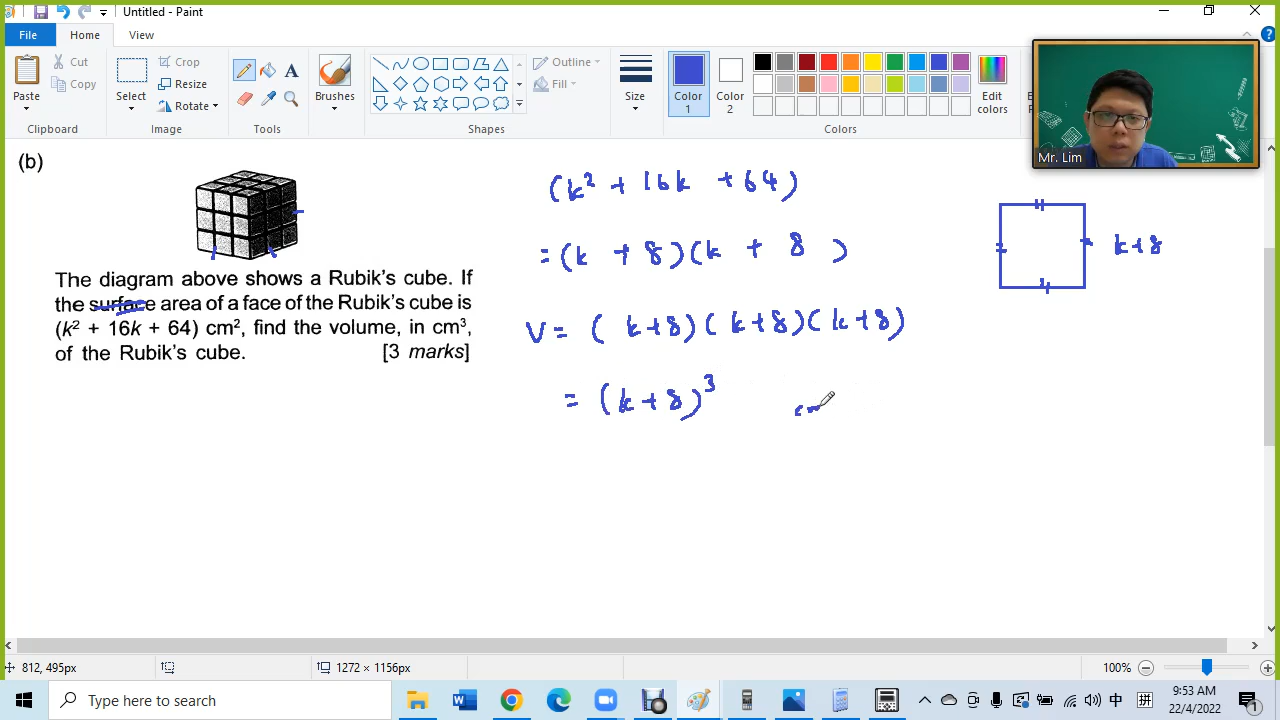 Untitled - Paint
File Home View
Cut
Copy
Paste
Clipboard
Select
Crop
Resize
Rotate
Image
Tools
Brushes
Shapes
Outline
Fill
Size
Color 1
Color 2
Edit colors
Colors
Mr. Lim
(b)
The diagram above shows a Rubik's cube. If
the surface area of a face of the Rubik's cube is
(k² + 16k + 64) cm², find the volume, in cm³,
of the Rubik's cube. [3 marks]
(k² + 16k + 64)
= (k + 8)(k + 8)
V = (k+8)(k+8)(k+8)
= (k+8)³
k+8
812, 495px
1272 × 1156px
100%
Type here to search
中
拼
9:53 AM
22/4/2022
1